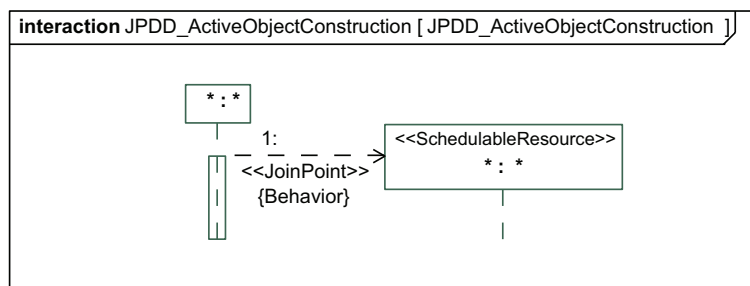 interaction JPDD_ActiveObjectConstruction [ JPDD_ActiveObjectConstruction ]
* : *
1:
<<JoinPoint>>
{Behavior}
<<SchedulableResource>>
* : *